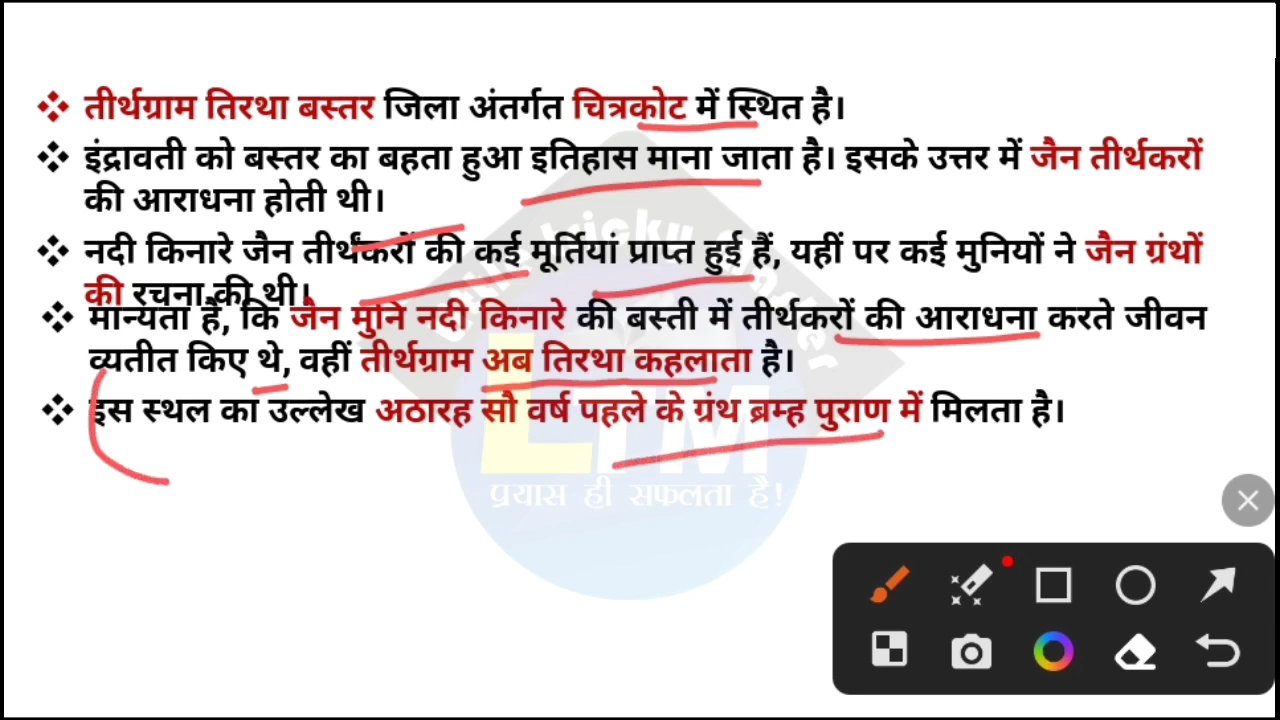 ❖ तीर्थग्राम तिरथा बस्तर जिला अंतर्गत चित्रकोट में स्थित है।
❖ इंद्रावती को बस्तर का बहता हुआ इतिहास माना जाता है। इसके उत्तर में जैन तीर्थकरों
की आराधना होती थी।
❖ नदी किनारे जैन तीर्थंकरों की कई मूर्तियां प्राप्त हुई हैं, यहीं पर कई मुनियों ने जैन ग्रंथों
की रचना की थी।
❖ मान्यता है, कि जैन मुनि नदी किनारे की बस्ती में तीर्थकरों की आराधना करते जीवन
व्यतीत किए थे, वहीं तीर्थग्राम अब तिरथा कहलाता है।
❖ इस स्थल का उल्लेख अठारह सौ वर्ष पहले के ग्रंथ ब्रम्ह पुराण में मिलता है।
प्रयास ही सफलता है!